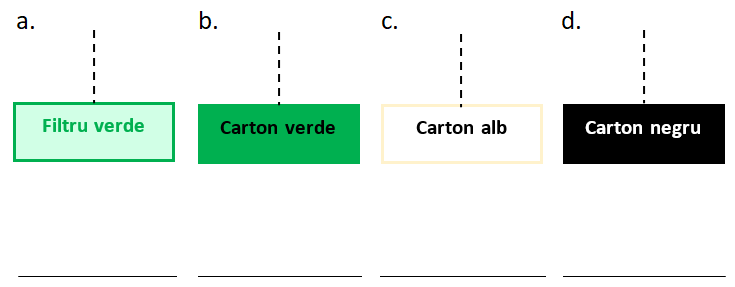 a.
b.
c.
d.
Filtru verde
Carton verde
Carton alb
Carton negru